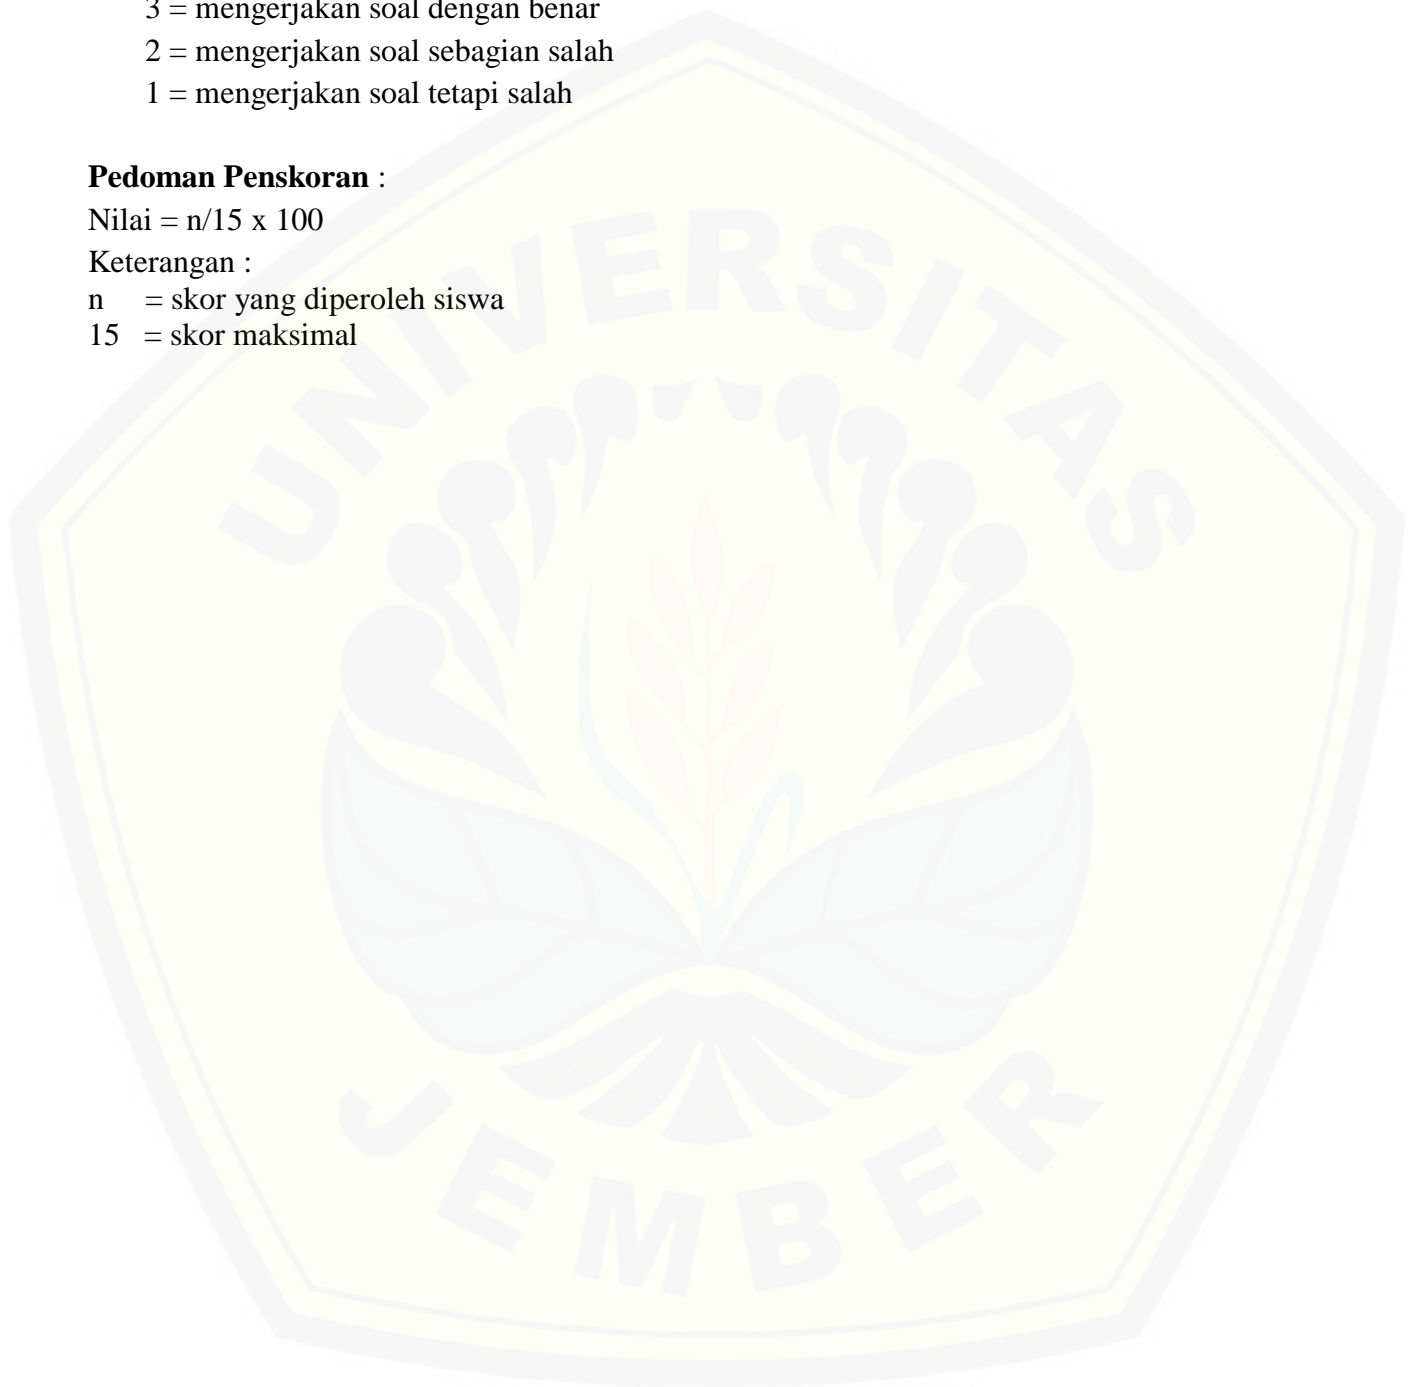 3 = mengerjakan soal dengan benar
2 = mengerjakan soal sebagian salah
1 = mengerjakan soal tetapi salah
Pedoman Penskoran :
Nilai = n/15 x 100
Keterangan :
n = skor yang diperoleh siswa
15 = skor maksimal
UNIVERSITAS
JEMBER